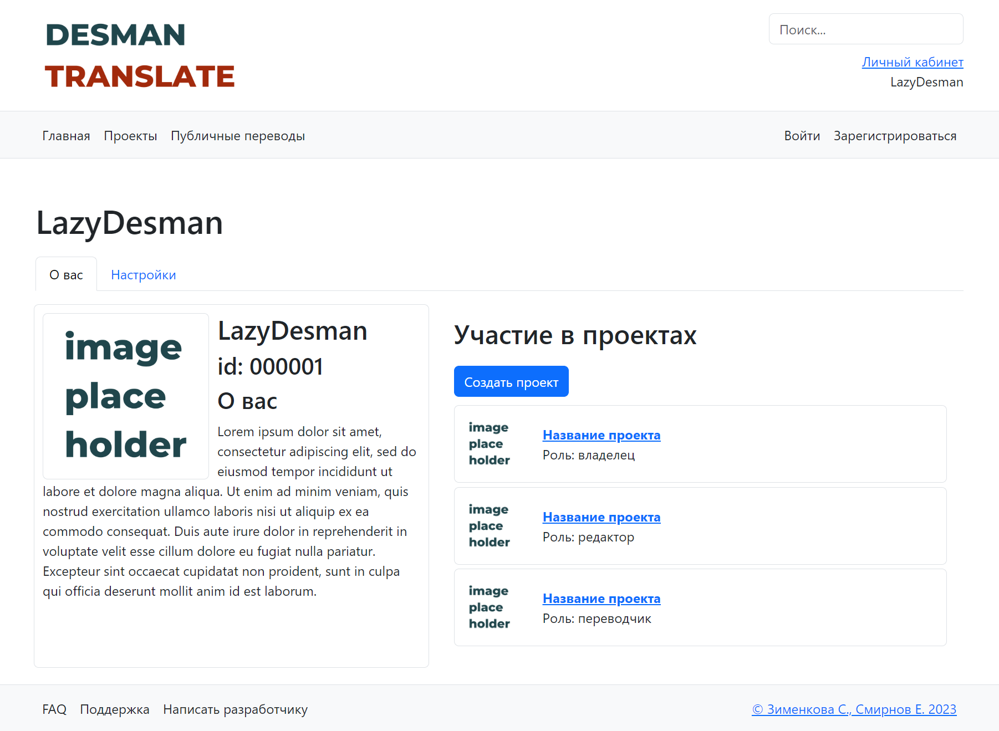 DESMAN
TRANSLATE
Поиск...
Личный кабинет
LazyDesman
Главная Проекты Публичные переводы
Войти Зарегистрироваться
LazyDesman
О вас Настройки
image
place
holder
LazyDesman
id: 000001
О вас
Lorem ipsum dolor sit amet,
consectetur adipiscing elit, sed do
eiusmod tempor incididunt ut
labore et dolore magna aliqua. Ut enim ad minim veniam, quis
nostrud exercitation ullamco laboris nisi ut aliquip ex ea
commodo consequat. Duis aute irure dolor in reprehenderit in
voluptate velit esse cillum dolore eu fugiat nulla pariatur.
Excepteur sint occaecat cupidatat non proident, sunt in culpa
qui officia deserunt mollit anim id est laborum.
Участие в проектах
Создать проект
image
place
holder
Название проекта
Роль: владелец
image
place
holder
Название проекта
Роль: редактор
image
place
holder
Название проекта
Роль: переводчик
FAQ Поддержка Написать разработчику
© Зименкова С., Смирнов Е. 2023